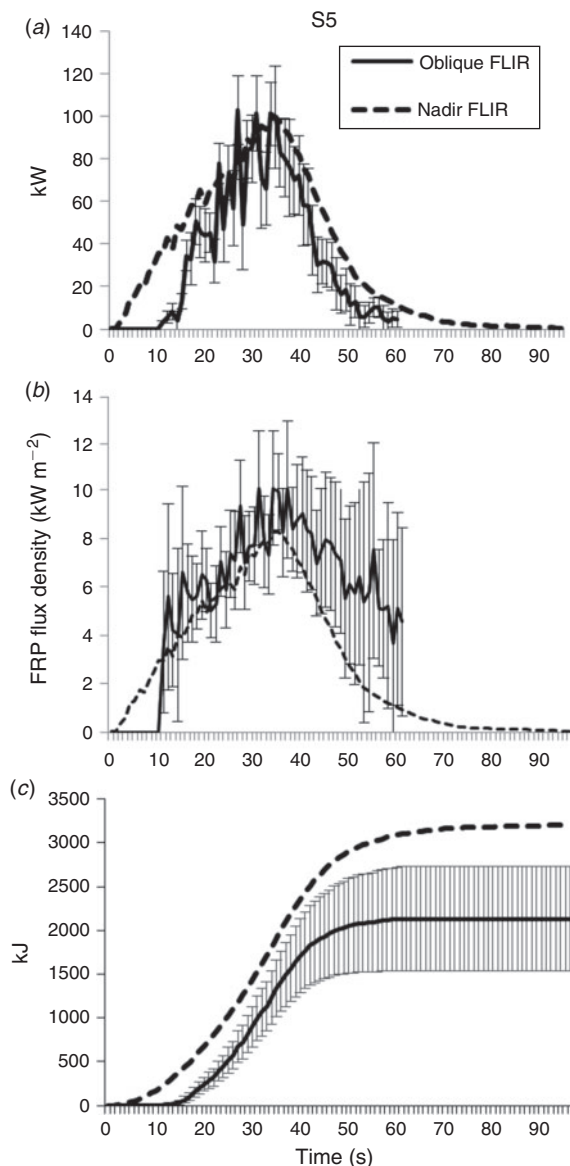 S5
(a)
Oblique FLIR
Nadir FLIR
kW
140
120
100
80
60
40
20
0
0 10 20 30 40 50 60 70 80 90
(b)
FRP flux density (kW m−2)
14
12
10
8
6
4
2
0
0 10 20 30 40 50 60 70 80 90
(c)
kJ
3500
3000
2500
2000
1500
1000
500
0
0 10 20 30 40 50 60 70 80 90
Time (s)